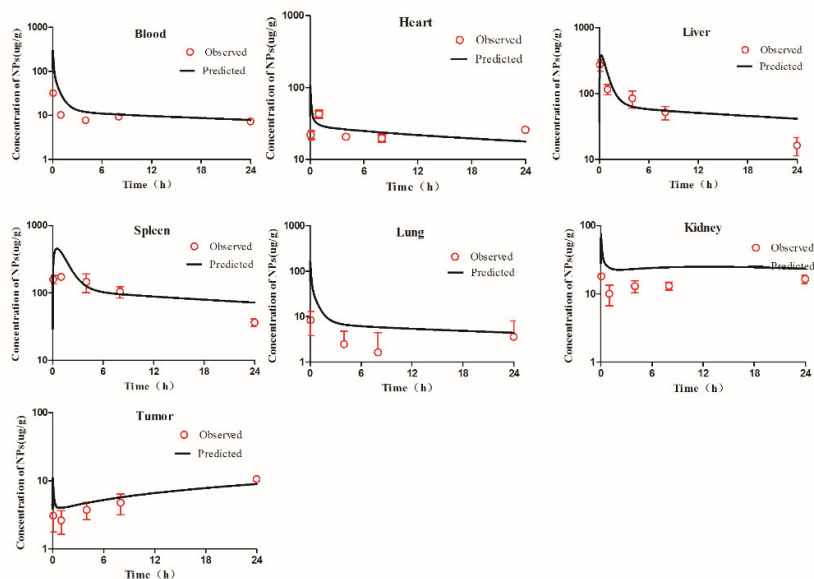 Blood
Concentration of NPs(ug/g)
1000
100
10
1
Observed
Predicted
0 6 12 18 24
Time（h）
Heart
Concentration of NPs(ug/g)
1000
100
10
Observed
Predicted
0 6 12 18 24
Time（h）
Liver
Concentration of NPs(ug/g)
1000
100
10
Observed
Predicted
0 6 12 18 24
Time（h）
Spleen
Concentration of NPs(ug/g)
1000
100
10
Observed
Predicted
0 6 12 18 24
Time（h）
Lung
Concentration of NPs(ug/g)
1000
100
10
1
Observed
Predicted
0 6 12 18 24
Time（h）
Kidney
Concentration of NPs(ug/g)
100
10
1
Observed
Predicted
0 6 12 18 24
Time（h）
Tumor
Concentration of NPs(ug/g)
100
10
1
Observed
Predicted
0 6 12 18 24
Time（h）